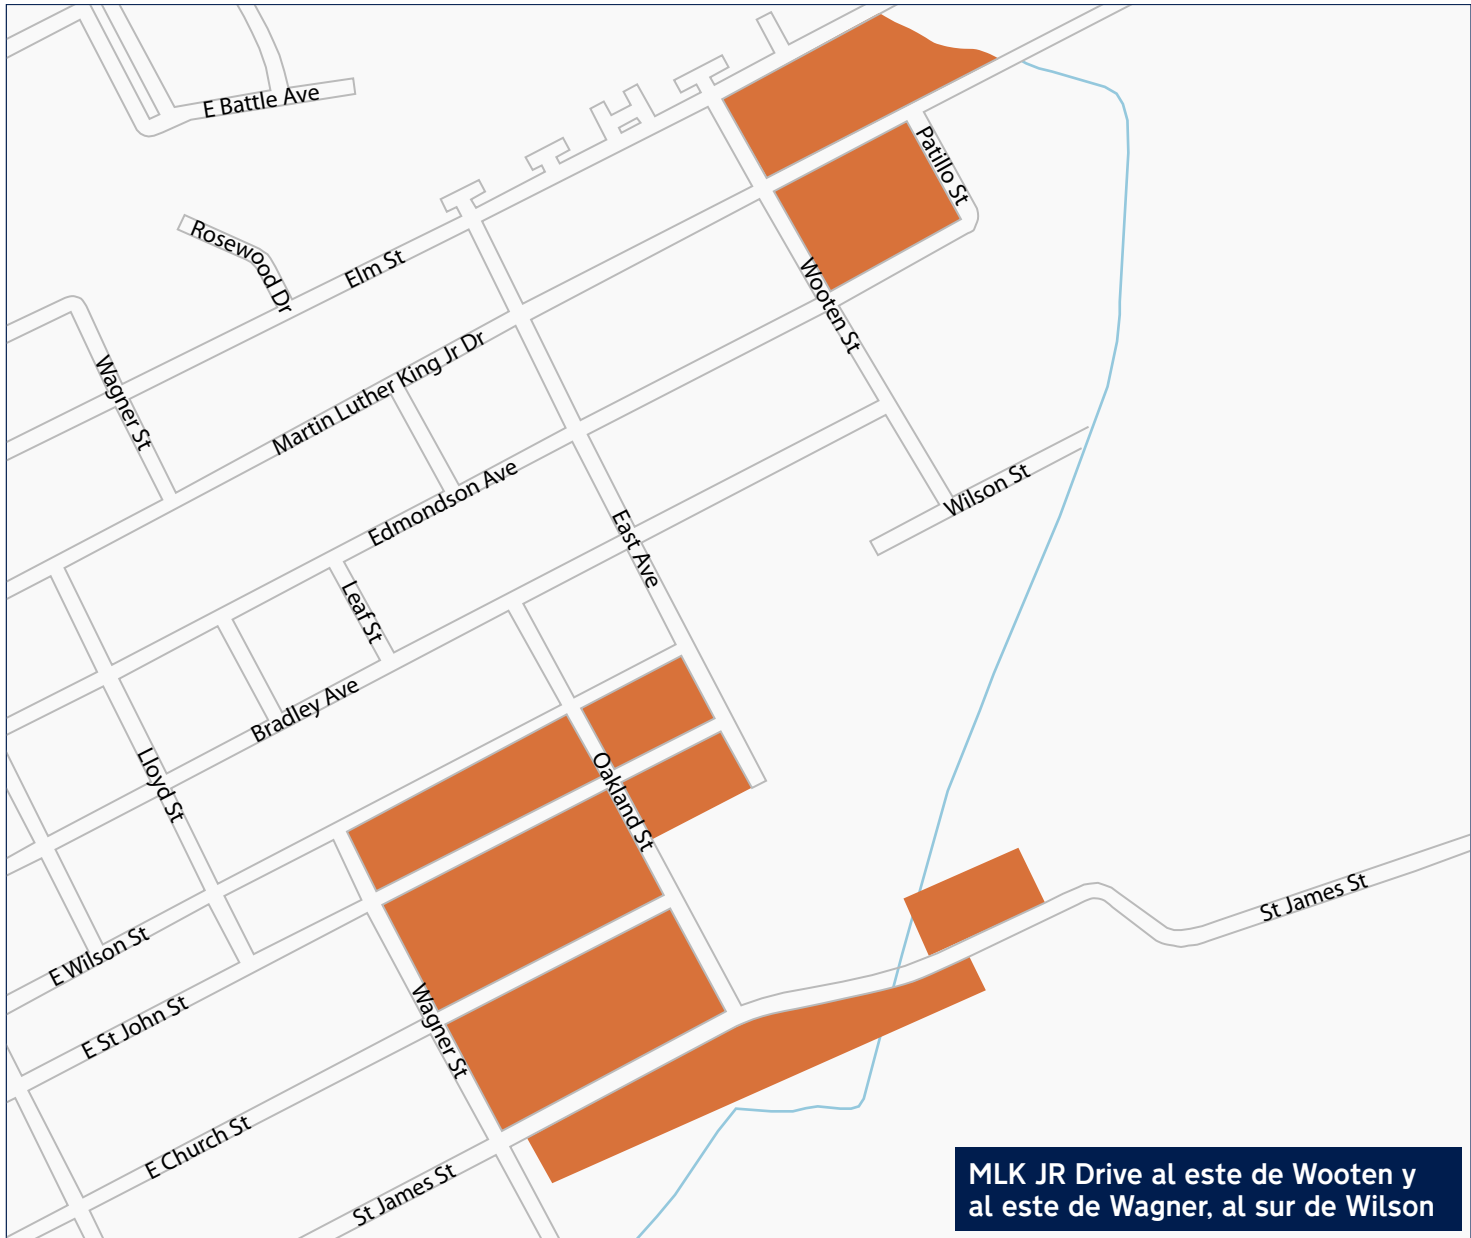 E Battle Ave
Patillo St
Rosewood Dr
Elm St
Wooten St
Martin Luther King Jr Dr
Wagner St
Edmondson Ave
Wilson St
East Ave
Leaf St
Bradley Ave
Lloyd St
Oakland St
St James St
E Wilson St
E St John St
Wagner St
E Church St
St James St
MLK JR Drive al este de Wooten y
al este de Wagner, al sur de Wilson